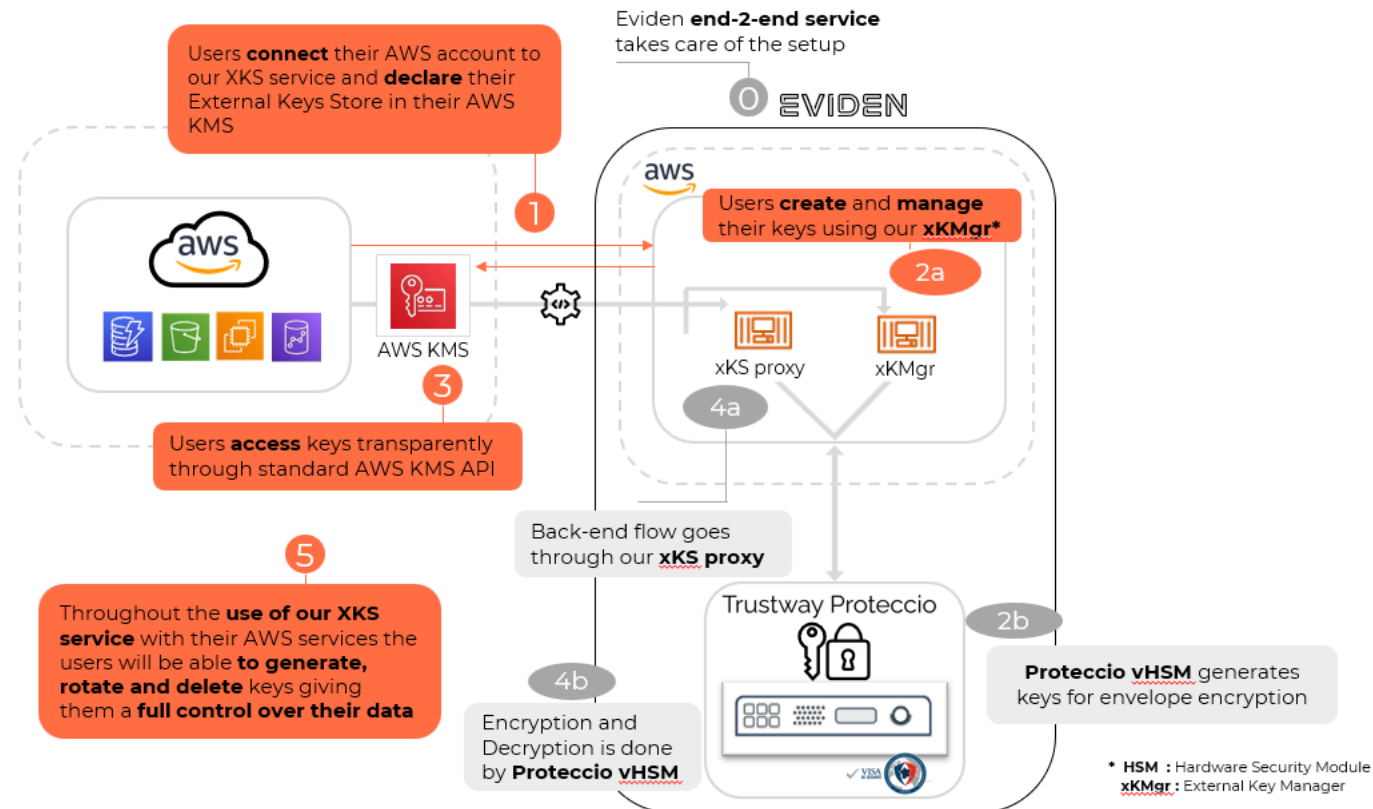 Eviden end-2-end service
takes care of the setup
0
EVIDEN
Users connect their AWS account to
our XKS service and declare their
External Keys Store in their AWS
KMS
1
aws
Users create and manage
their keys using our xKMgr*
2a
aws
AWS KMS
xKS proxy
xKMgr
3
4a
Users access keys transparently
through standard AWS KMS API
Back-end flow goes
through our xKS proxy
5
Throughout the use of our XKS
service with their AWS services the
users will be able to generate,
rotate and delete keys giving
them a full control over their data
Trustway Proteccio
2b
Proteccio vHSM generates
keys for envelope encryption
4b
Encryption and
Decryption is done
by Proteccio vHSM
VISA
* HSM : Hardware Security Module
xKMgr : External Key Manager